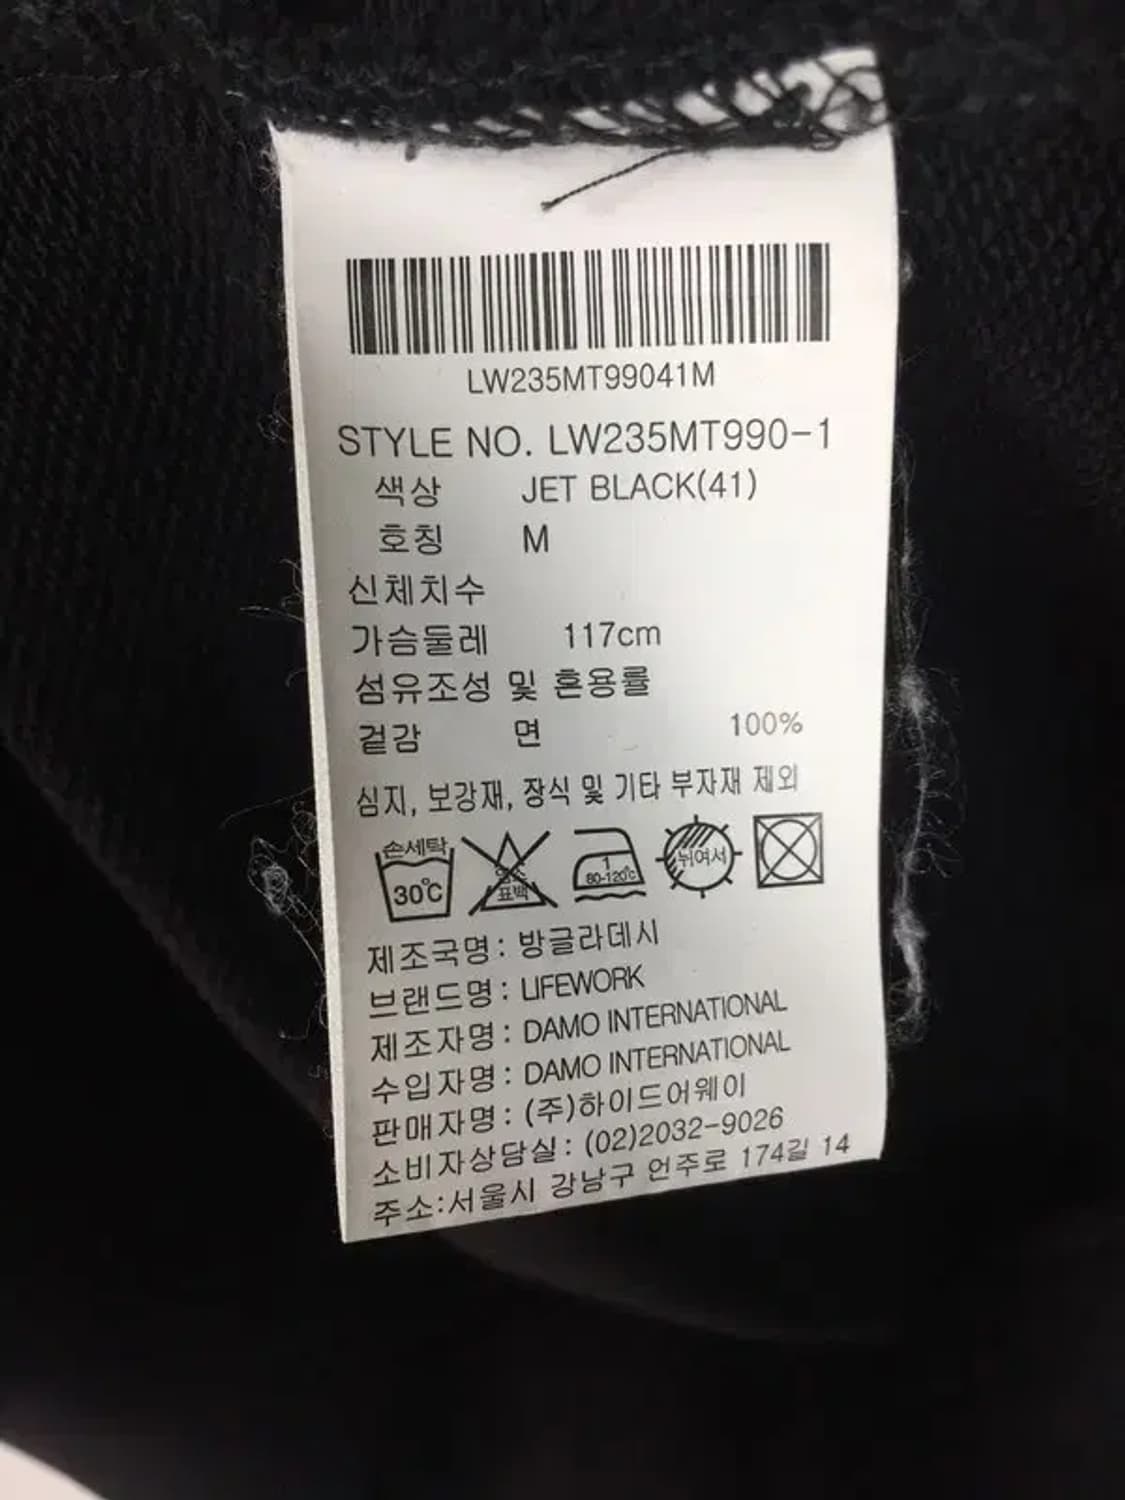 LW235MT99041M
STYLE NO. LW235MT990-1
색상 JET BLACK(41)
호칭 M
신체치수
가슴둘레 117cm
섬유조성 및 혼용률
겉감 면 100%
심지, 보강재, 장식 및 기타 부자재 제외
손세탁 염소 1 뉘여서
30℃ 표백 80-120℃
제조국명: 방글라데시
브랜드명: LIFEWORK
제조자명: DAMO INTERNATIONAL
수입자명: DAMO INTERNATIONAL
판매자명: (주)하이드어웨이
소비자상담실: (02)2032-9026
주소:서울시 강남구 언주로 174길 14